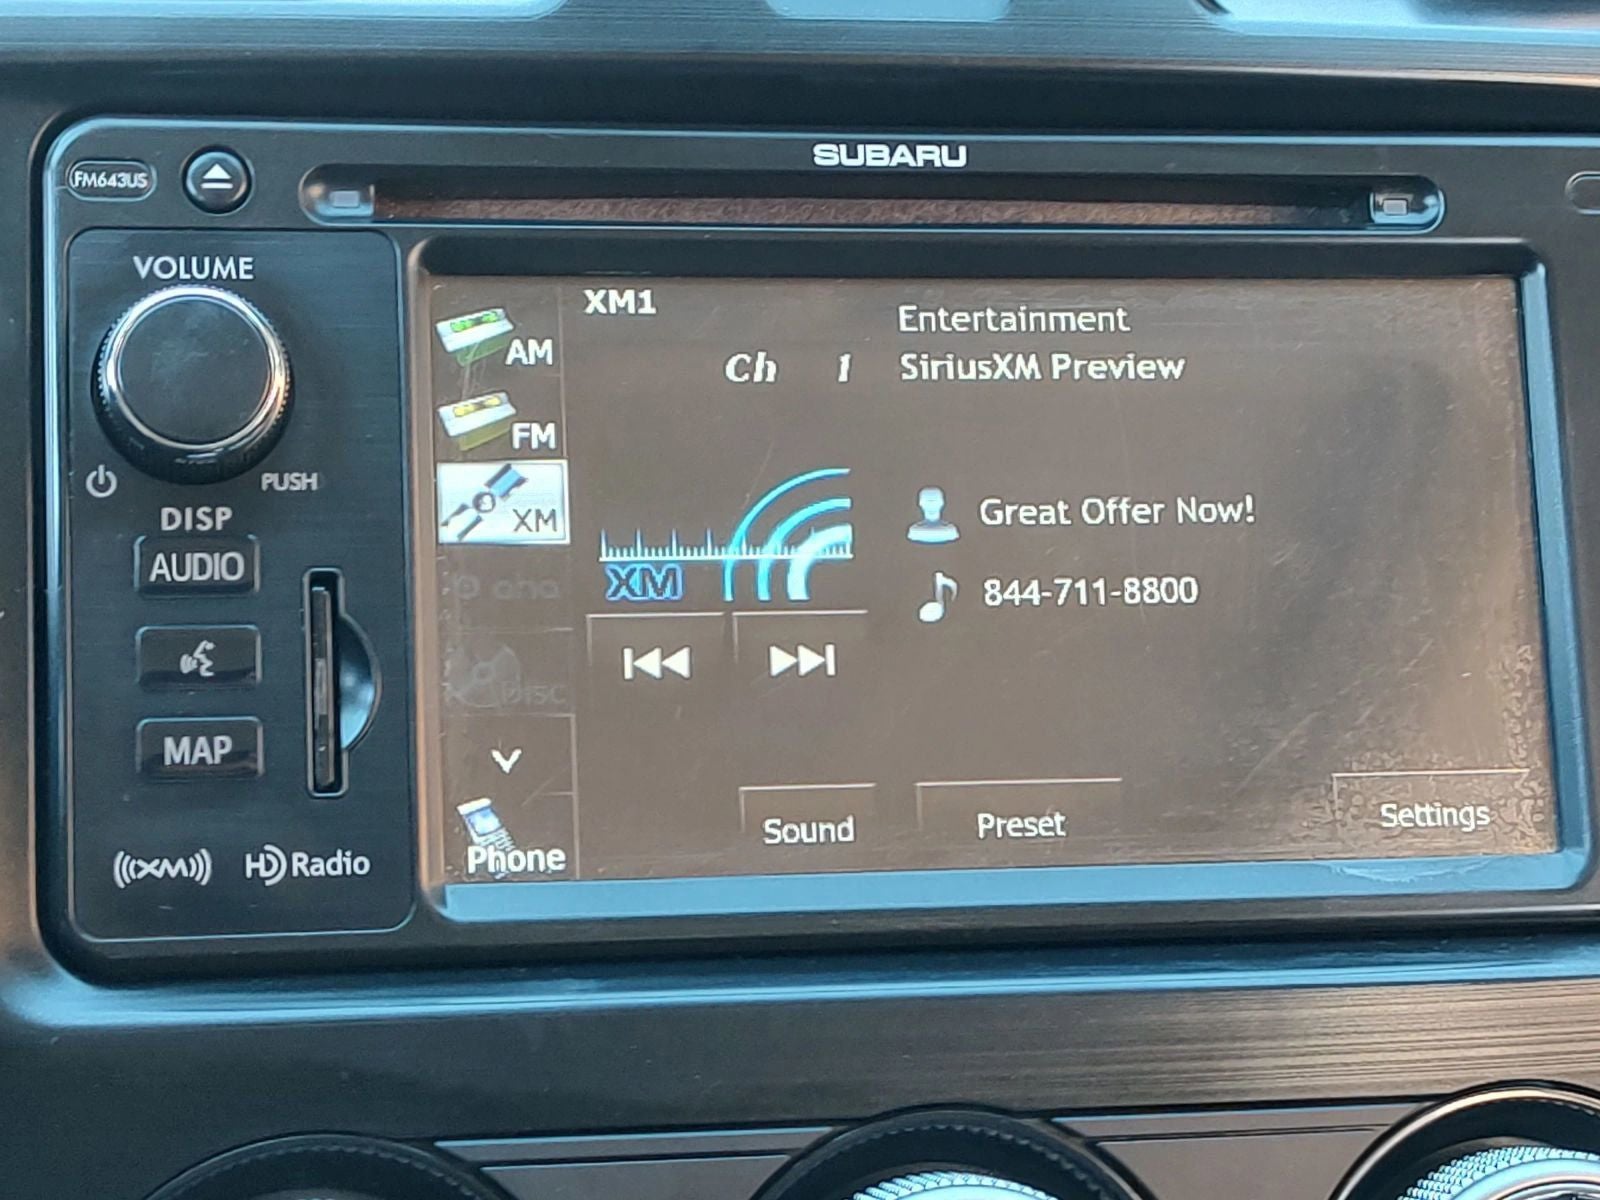 SUBARU
FM643US
VOLUME
PUSH
DISP
AUDIO
MAP
((XM))
HD Radio
XM1
Entertainment
Ch 1
SiriusXM Preview
AM
FM
XM
XM
Great Offer Now!
844-711-8800
DISC
Phone
Sound
Preset
Settings